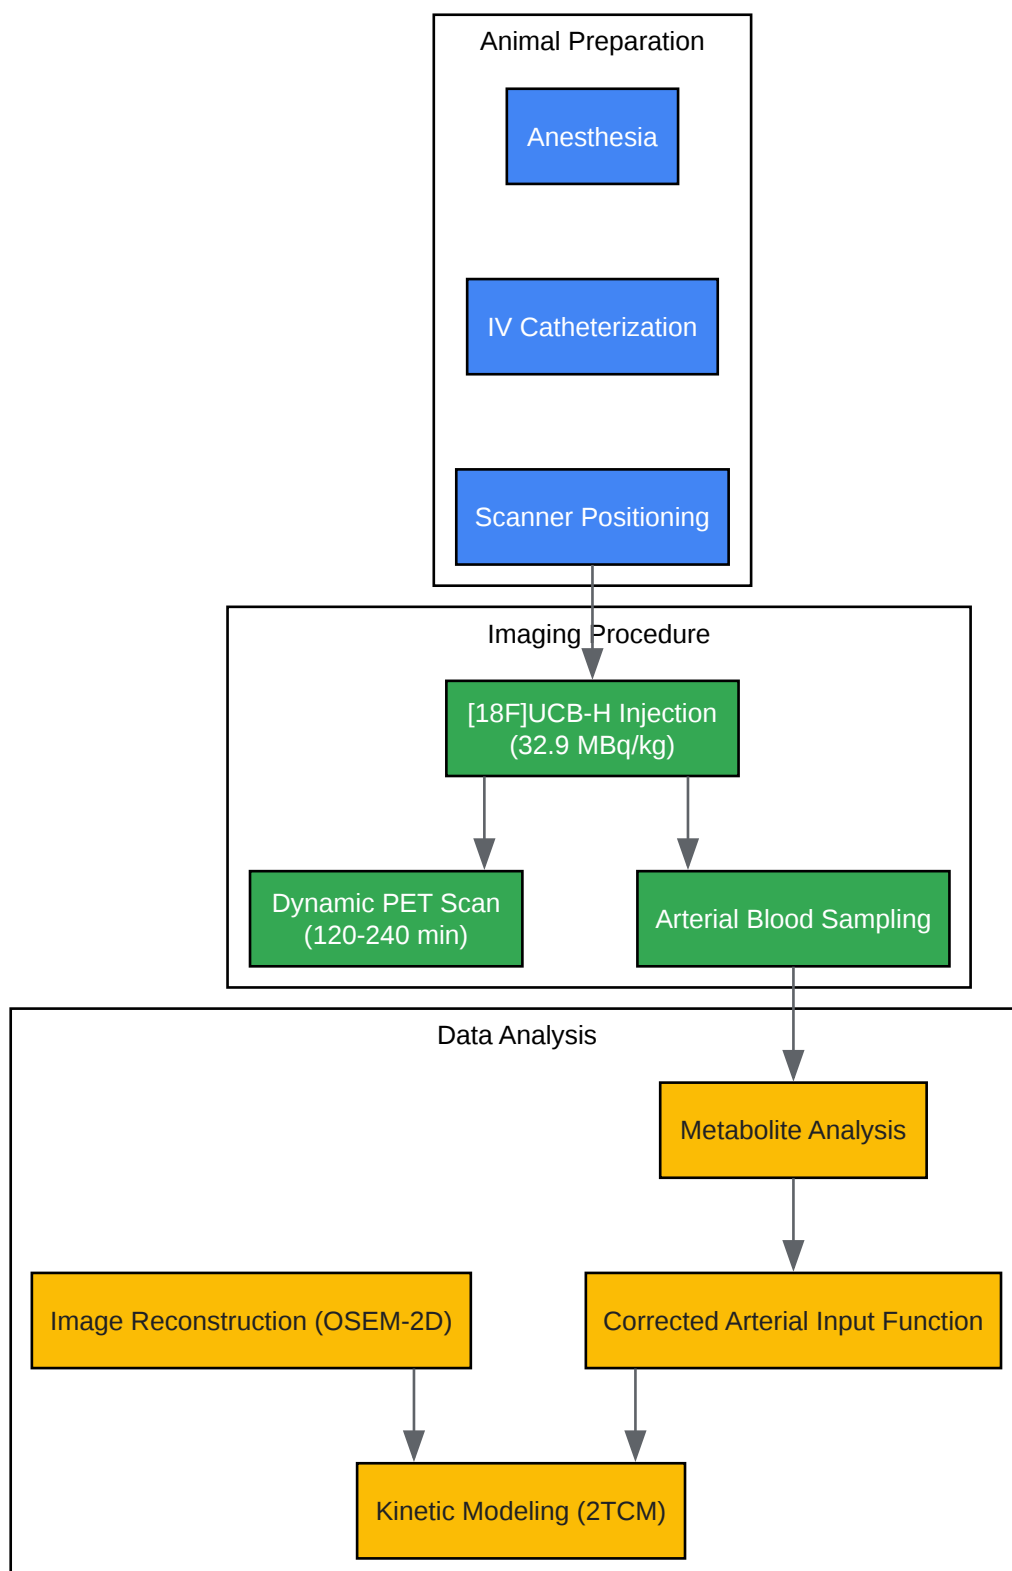 Animal Preparation
Anesthesia
IV Catheterization
Scanner Positioning
Imaging Procedure
[18F]UCB-H Injection
(32.9 MBq/kg)
Dynamic PET Scan
(120-240 min)
Arterial Blood Sampling
Data Analysis
Metabolite Analysis
Image Reconstruction (OSEM-2D)
Corrected Arterial Input Function
Kinetic Modeling (2TCM)